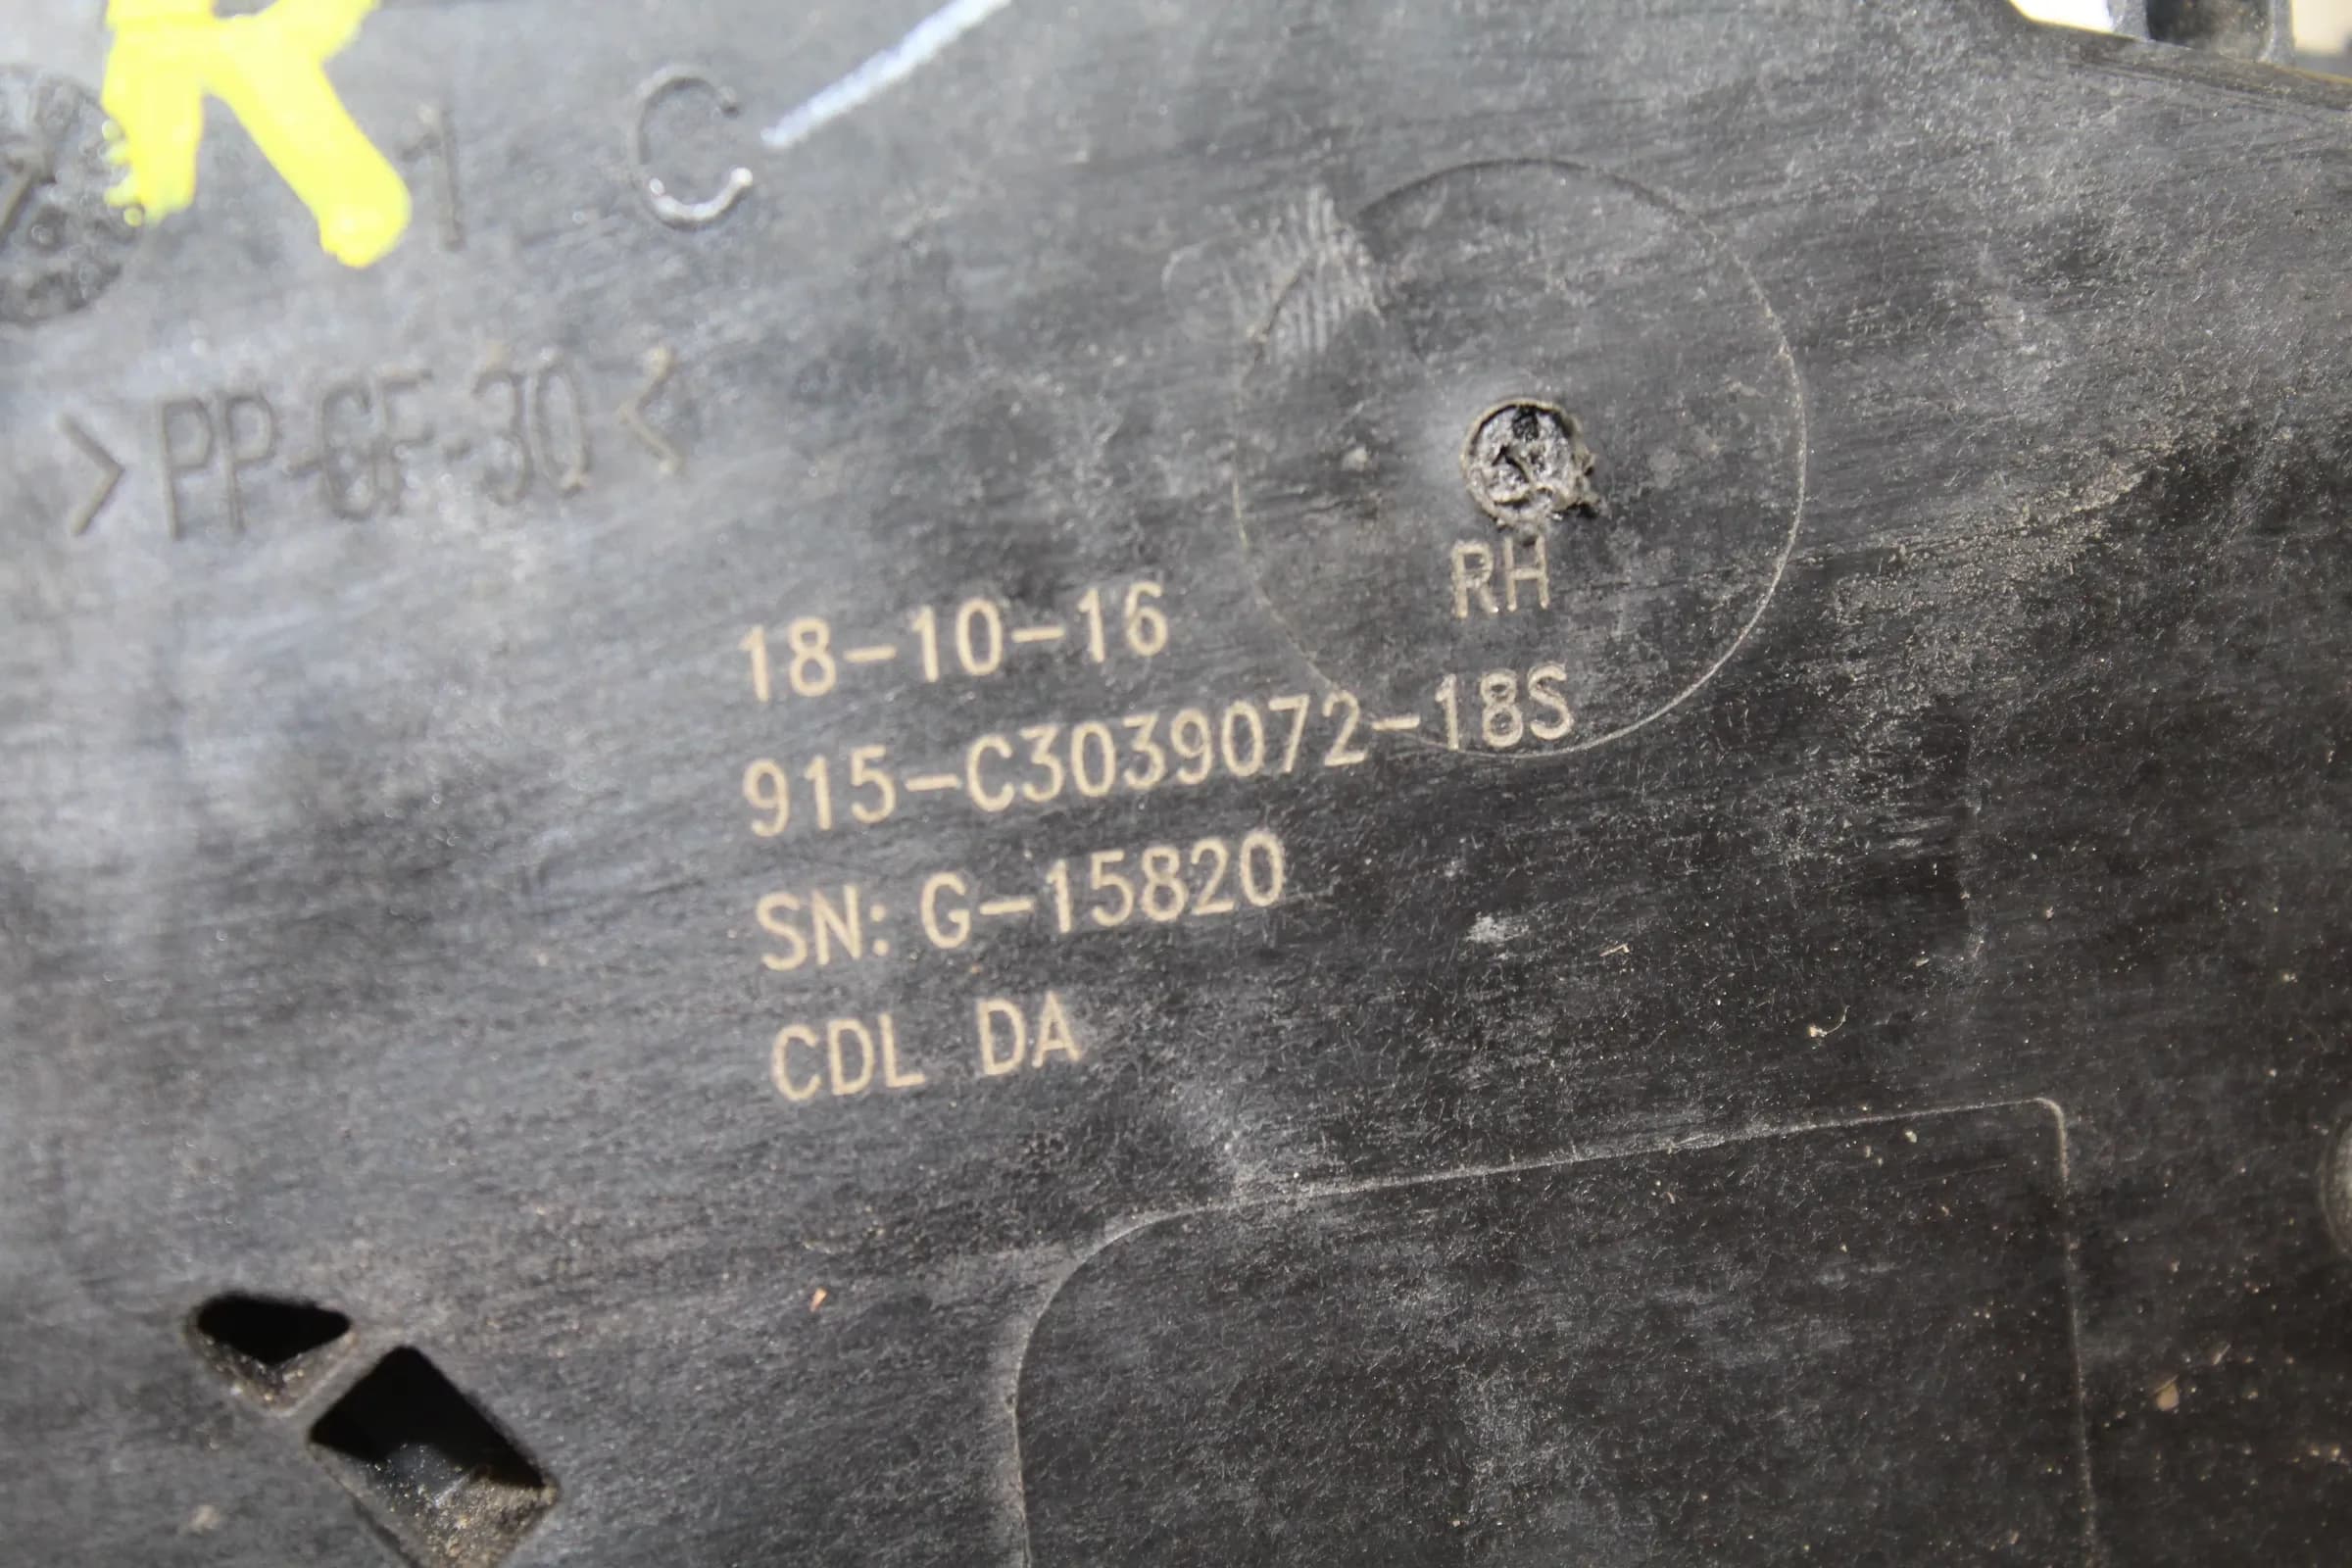 K
1 C
>PP-GF-30<
RH
18-10-16
915-C3039072-18S
SN: G-15820
CDL DA